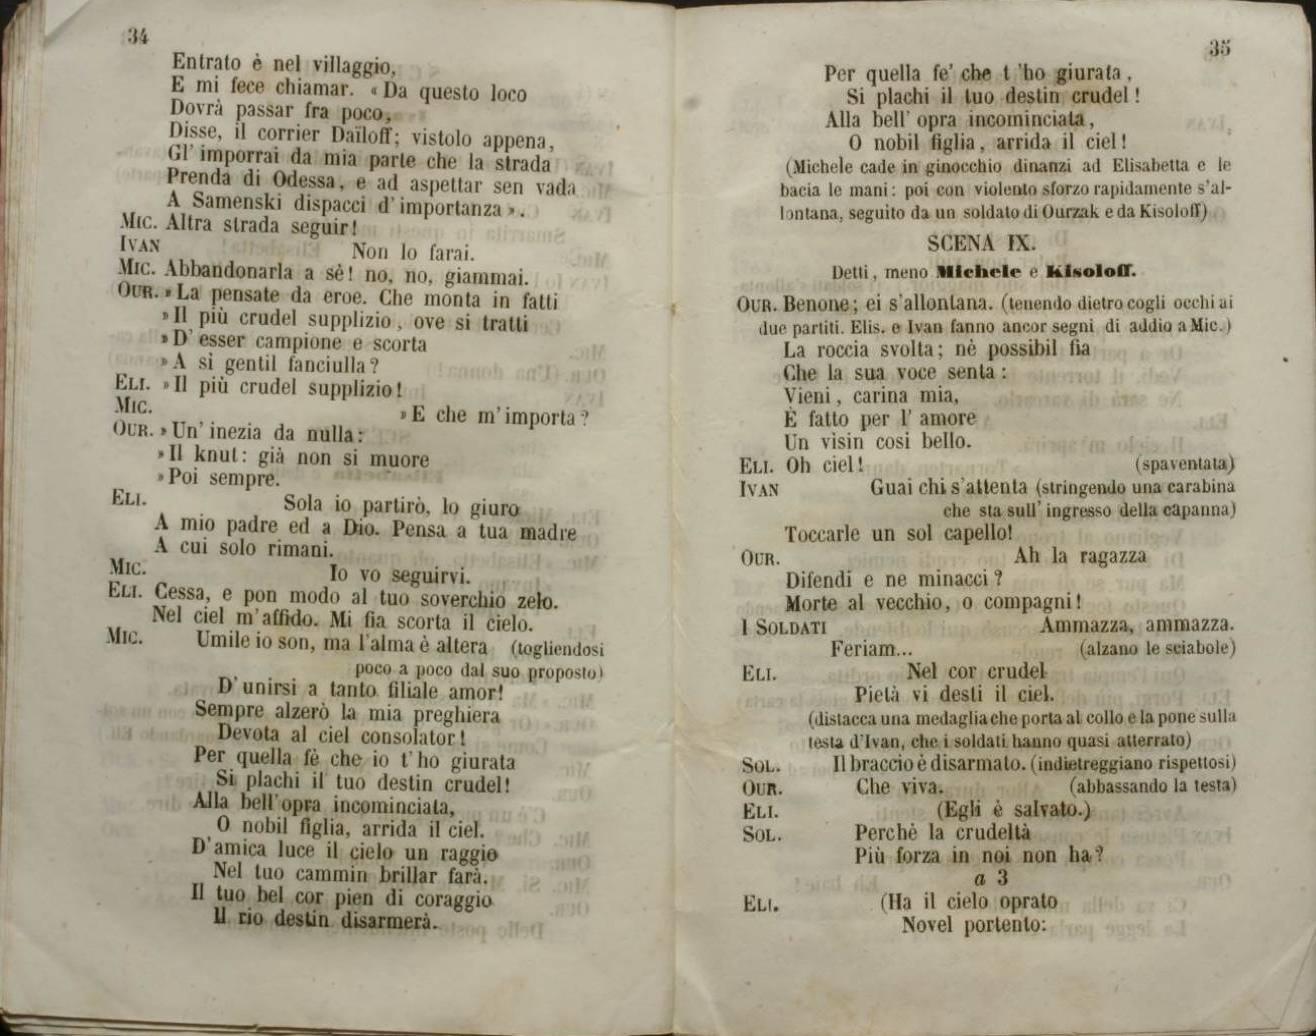 34
Entrato è nel villaggio,
E mi fece chiamar. « Da questo loco
Dovrà passar fra poco,
Disse, il corrier Daïloff; vistolo appena,
Gl' imporrai da mia parte che la strada
Prenda di Odessa, e ad aspettar sen vada
A Samenski dispacci d' importanza ».
MIC. Altra strada seguir!
IVAN Non lo farai.
MIC. Abbandonarla a sè! no, no, giammai.
OUR. » La pensate da eroe. Che monta in fatti
» Il più crudel supplizio, ove si tratti
» D' esser campione e scorta
» A sì gentil fanciulla?
ELI. » Il più crudel supplizio!
MIC. » E che m' importa?
OUR. » Un' inezia da nulla:
» Il knut: già non si muore
» Poi sempre.
ELI. Sola io partirò, lo giuro
A mio padre ed a Dio. Pensa a tua madre
A cui solo rimani.
MIC. Io vo seguirvi.
ELI. Cessa, e pon modo al tuo soverchio zelo.
Nel ciel m'affido. Mi fia scorta il cielo.
MIC. Umile io son, ma l'alma è altera (togliendosi
poco a poco dal suo proposto)
D' unirsi a tanto filiale amor!
Sempre alzerò la mia preghiera
Devota al ciel consolator!
Per quella fè che io t' ho giurata
Si plachi il tuo destin crudel!
Alla bell'opra incominciata,
O nobil figlia, arrida il ciel.
D'amica luce il cielo un raggio
Nel tuo cammin brillar farà.
Il tuo bel cor pien di coraggio
Il rio destin disarmerà.
35
Per quella fe' che t 'ho giurata,
Si plachi il tuo destin crudel!
Alla bell' opra incominciata,
O nobil figlia, arrida il ciel!
(Michele cade in ginocchio dinanzi ad Elisabetta e le
bacia le mani: poi con violento sforzo rapidamente s'al-
lontana, seguito da un soldato di Ourzak e da Kisoloff)
SCENA IX.
Detti, meno Michele e Kisoloff.
OUR. Benone; ei s'allontana. (tenendo dietro cogli occhi ai
due partiti. Elis. e Ivan fanno ancor segni di addio a Mic.)
La roccia svolta; nè possibil fia
Che la sua voce senta:
Vieni, carina mia,
È fatto per l' amore
Un visin così bello.
ELI. Oh ciel! (spaventata)
IVAN Guai chi s'attenta (stringendo una carabina
che sta sull' ingresso della capanna)
Toccarle un sol capello!
OUR. Ah la ragazza
Difendi e ne minacci?
Morte al vecchio, o compagni!
I SOLDATI Ammazza, ammazza.
Feriam... (alzano le sciabole)
ELI. Nel cor crudel
Pietà vi desti il ciel.
(distacca una medaglia che porta al collo e la pone sulla
testa d'Ivan, che i soldati hanno quasi atterrato)
SOL. Il braccio è disarmato. (indietreggiano rispettosi)
OUR. Che viva. (abbassando la testa)
ELI. (Egli è salvato.)
SOL. Perchè la crudeltà
Più forza in noi non ha?
a 3
ELI. (Ha il cielo oprato
Novel portento: